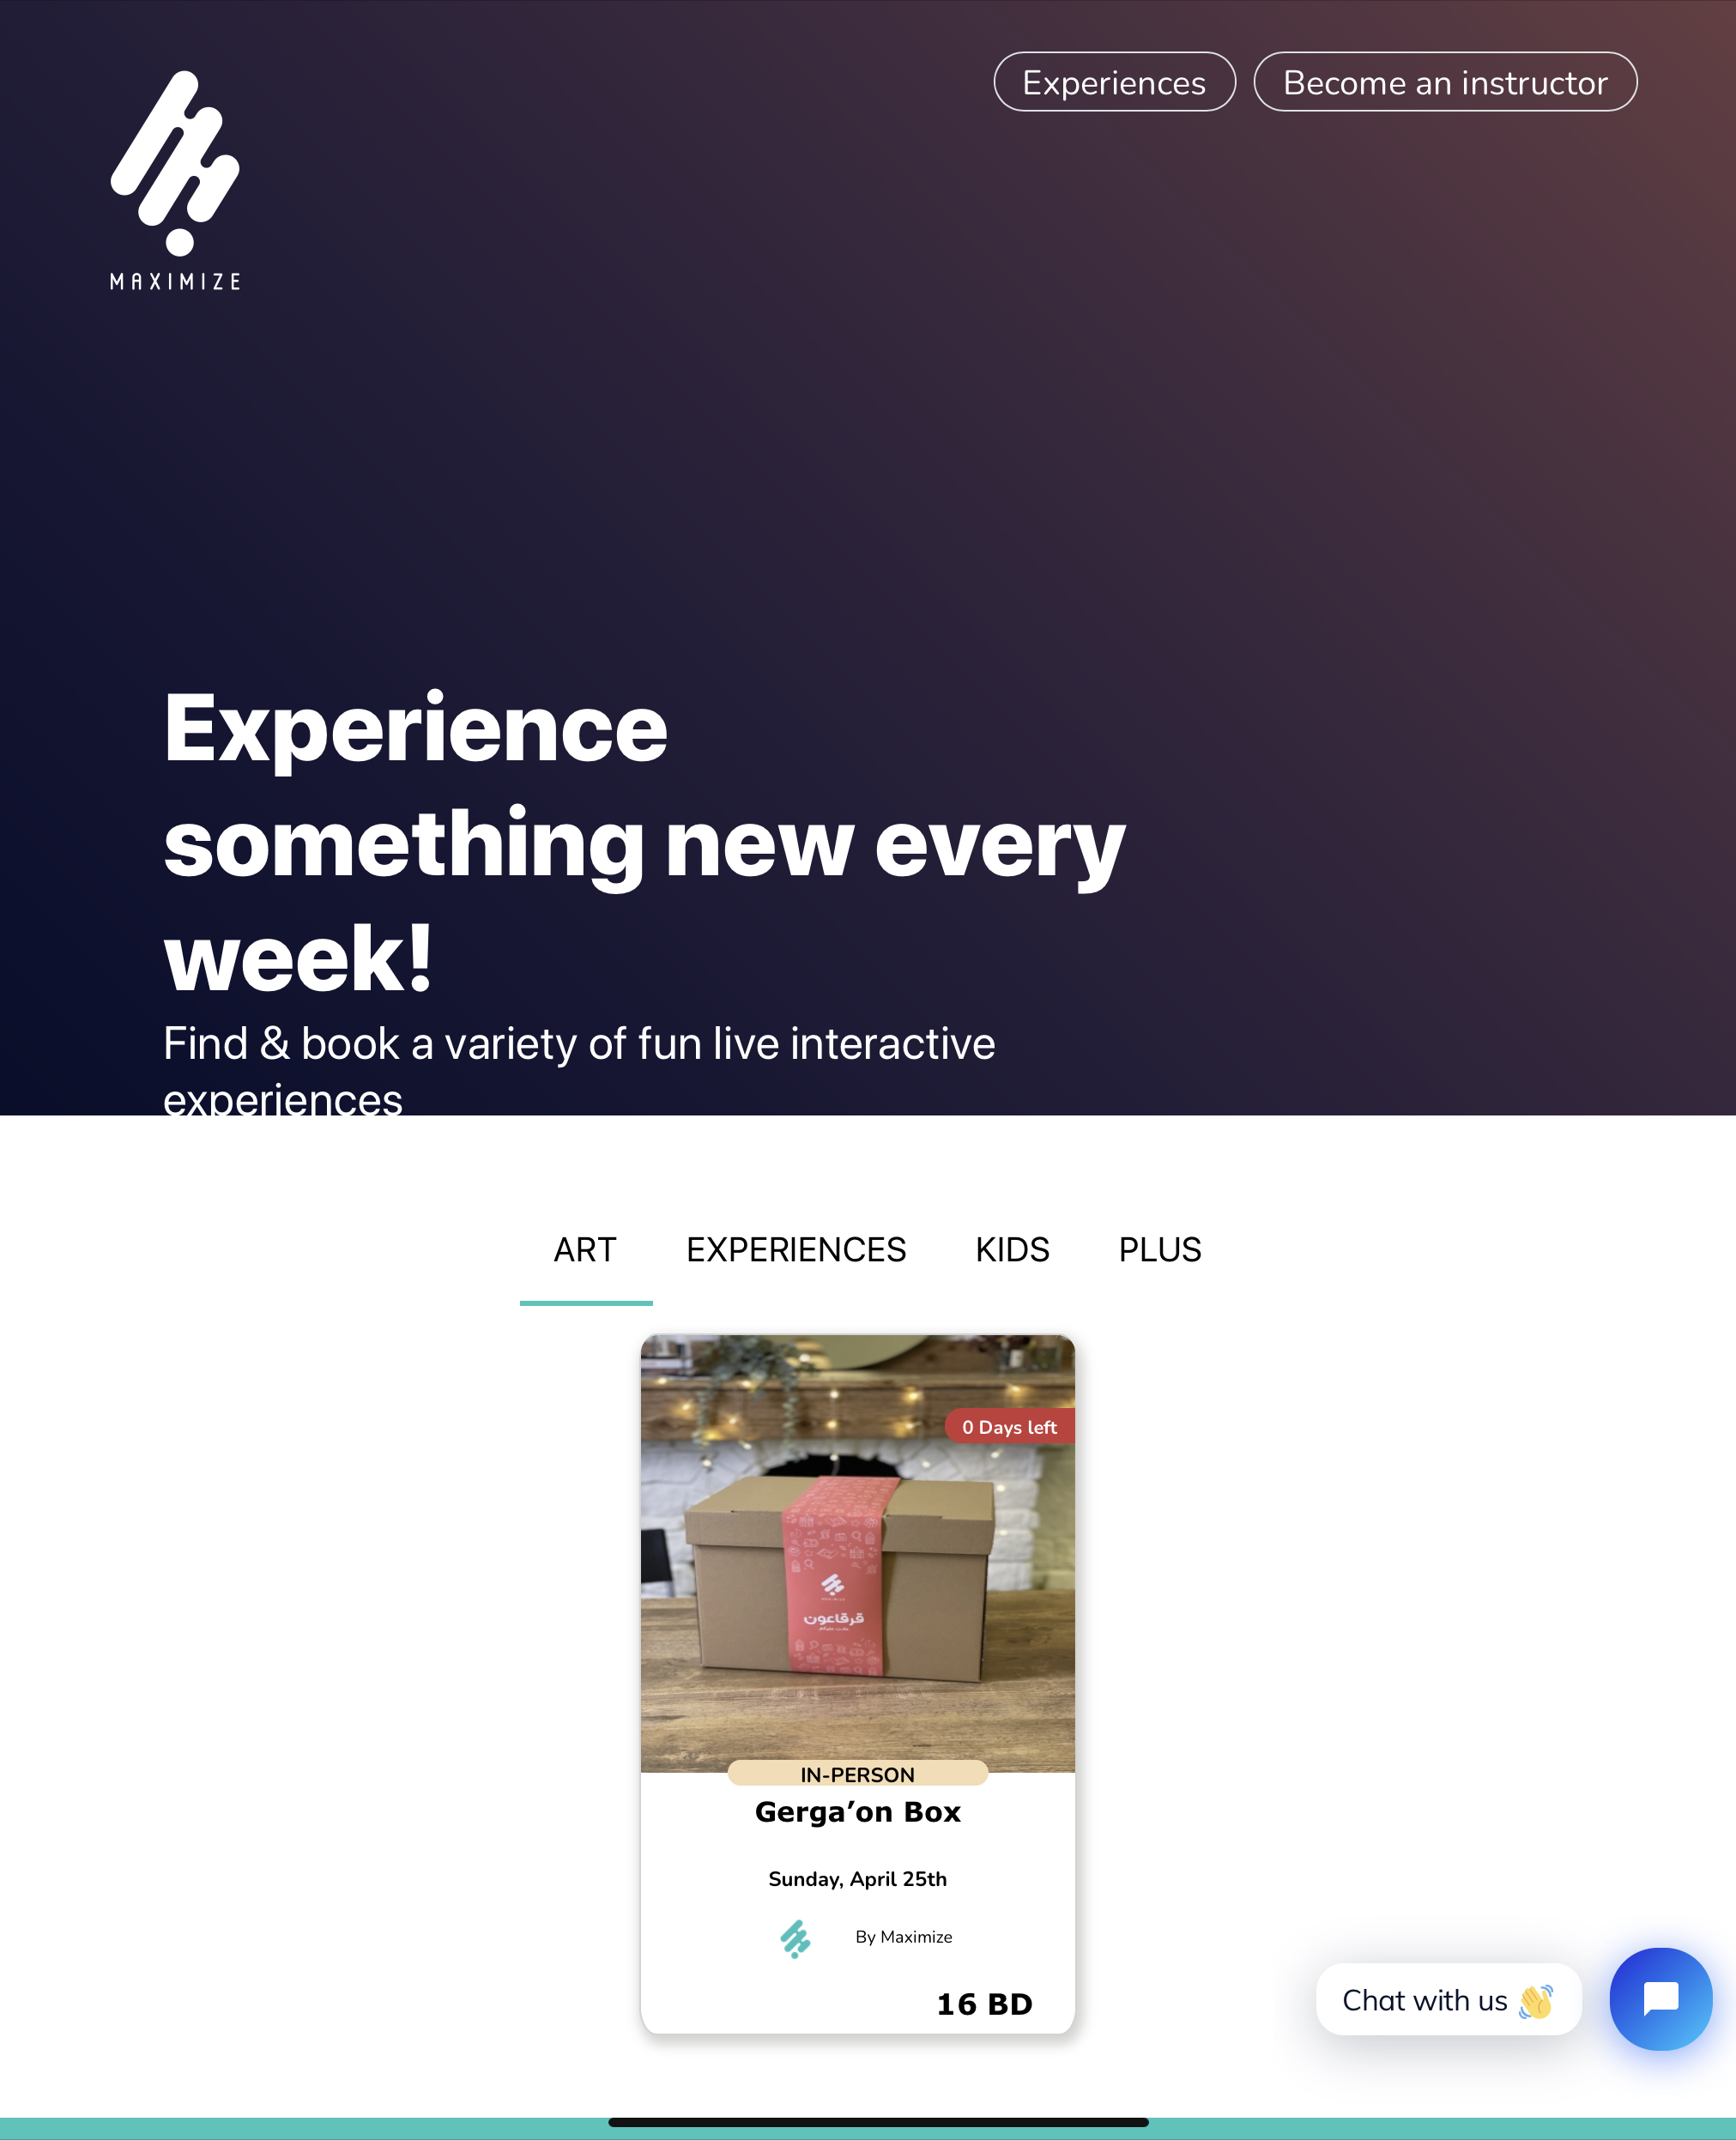 Experiences
Become an instructor
MAXIMIZE
Experience
something new every
week!
Find & book a variety of fun live interactive
experiences
ART
EXPERIENCES
KIDS
PLUS
0 Days left
قرقاعون
IN-PERSON
Gerga’on Box
Sunday, April 25th
By Maximize
16 BD
Chat with us 👋